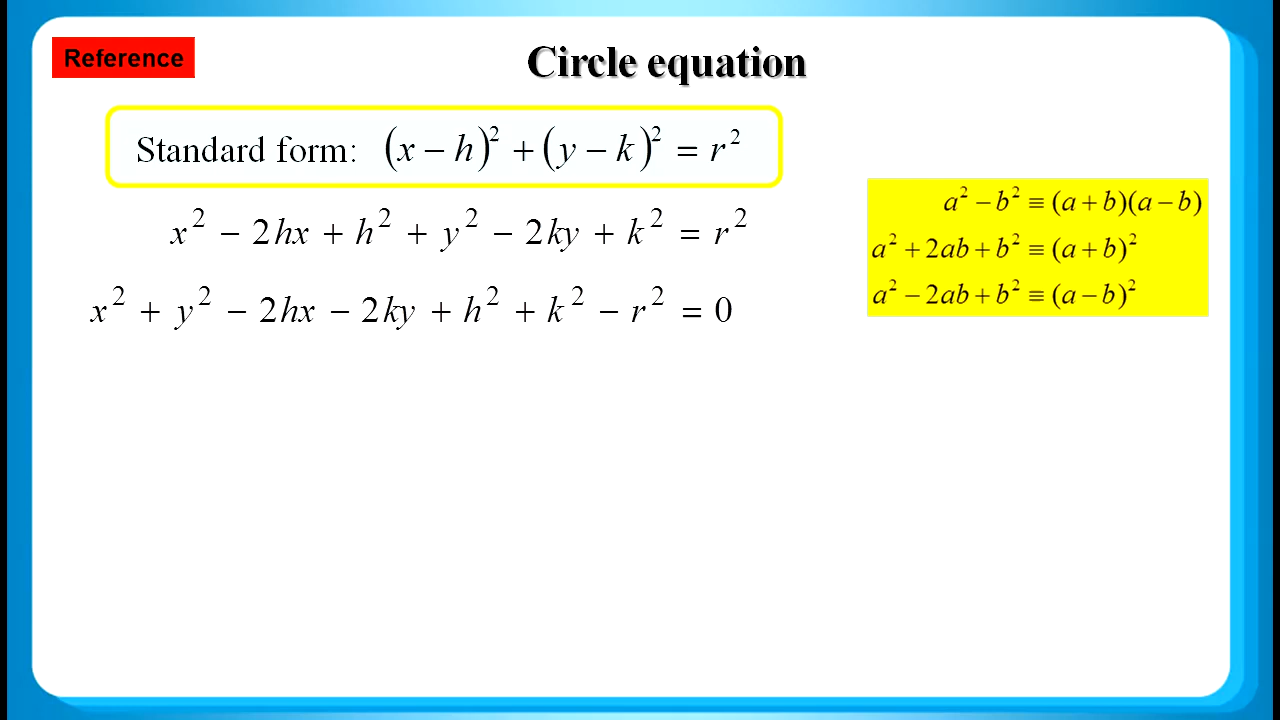 Reference
Circle equation
Standard form: (x − h)² + (y − k)² = r²
x² − 2hx + h² + y² − 2ky + k² = r²
x² + y² − 2hx − 2ky + h² + k² − r² = 0
a² − b² ≡ (a + b)(a − b)
a² + 2ab + b² ≡ (a + b)²
a² − 2ab + b² ≡ (a − b)²